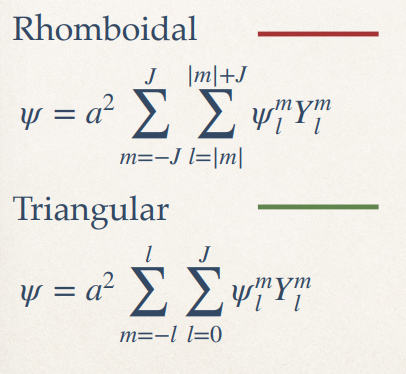 Rhomboidal
ψ = a² ∑_{m=−J}^{J} ∑_{l=|m|}^{|m|+J} ψ_l^m Y_l^m
Triangular
ψ = a² ∑_{m=−l}^{l} ∑_{l=0}^{J} ψ_l^m Y_l^m